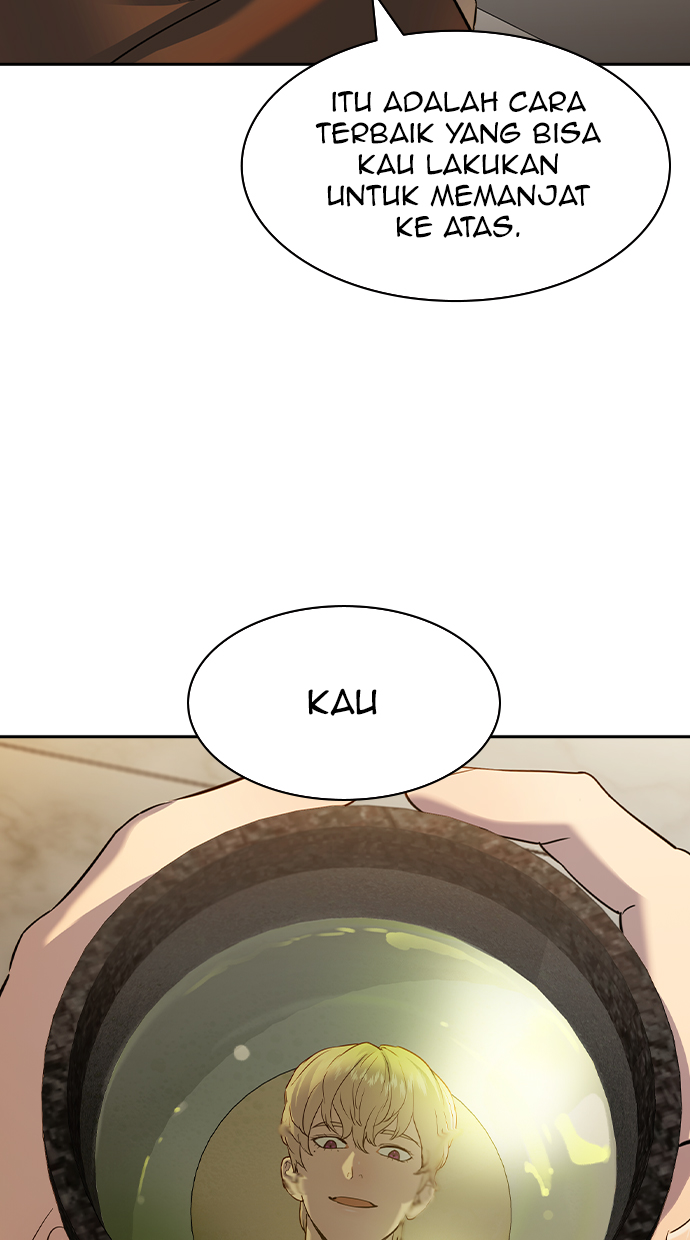 ITU ADALAH CARA
TERBAIK YANG BISA
KAU LAKUKAN
UNTUK MEMANJAT
KE ATAS.
KAU